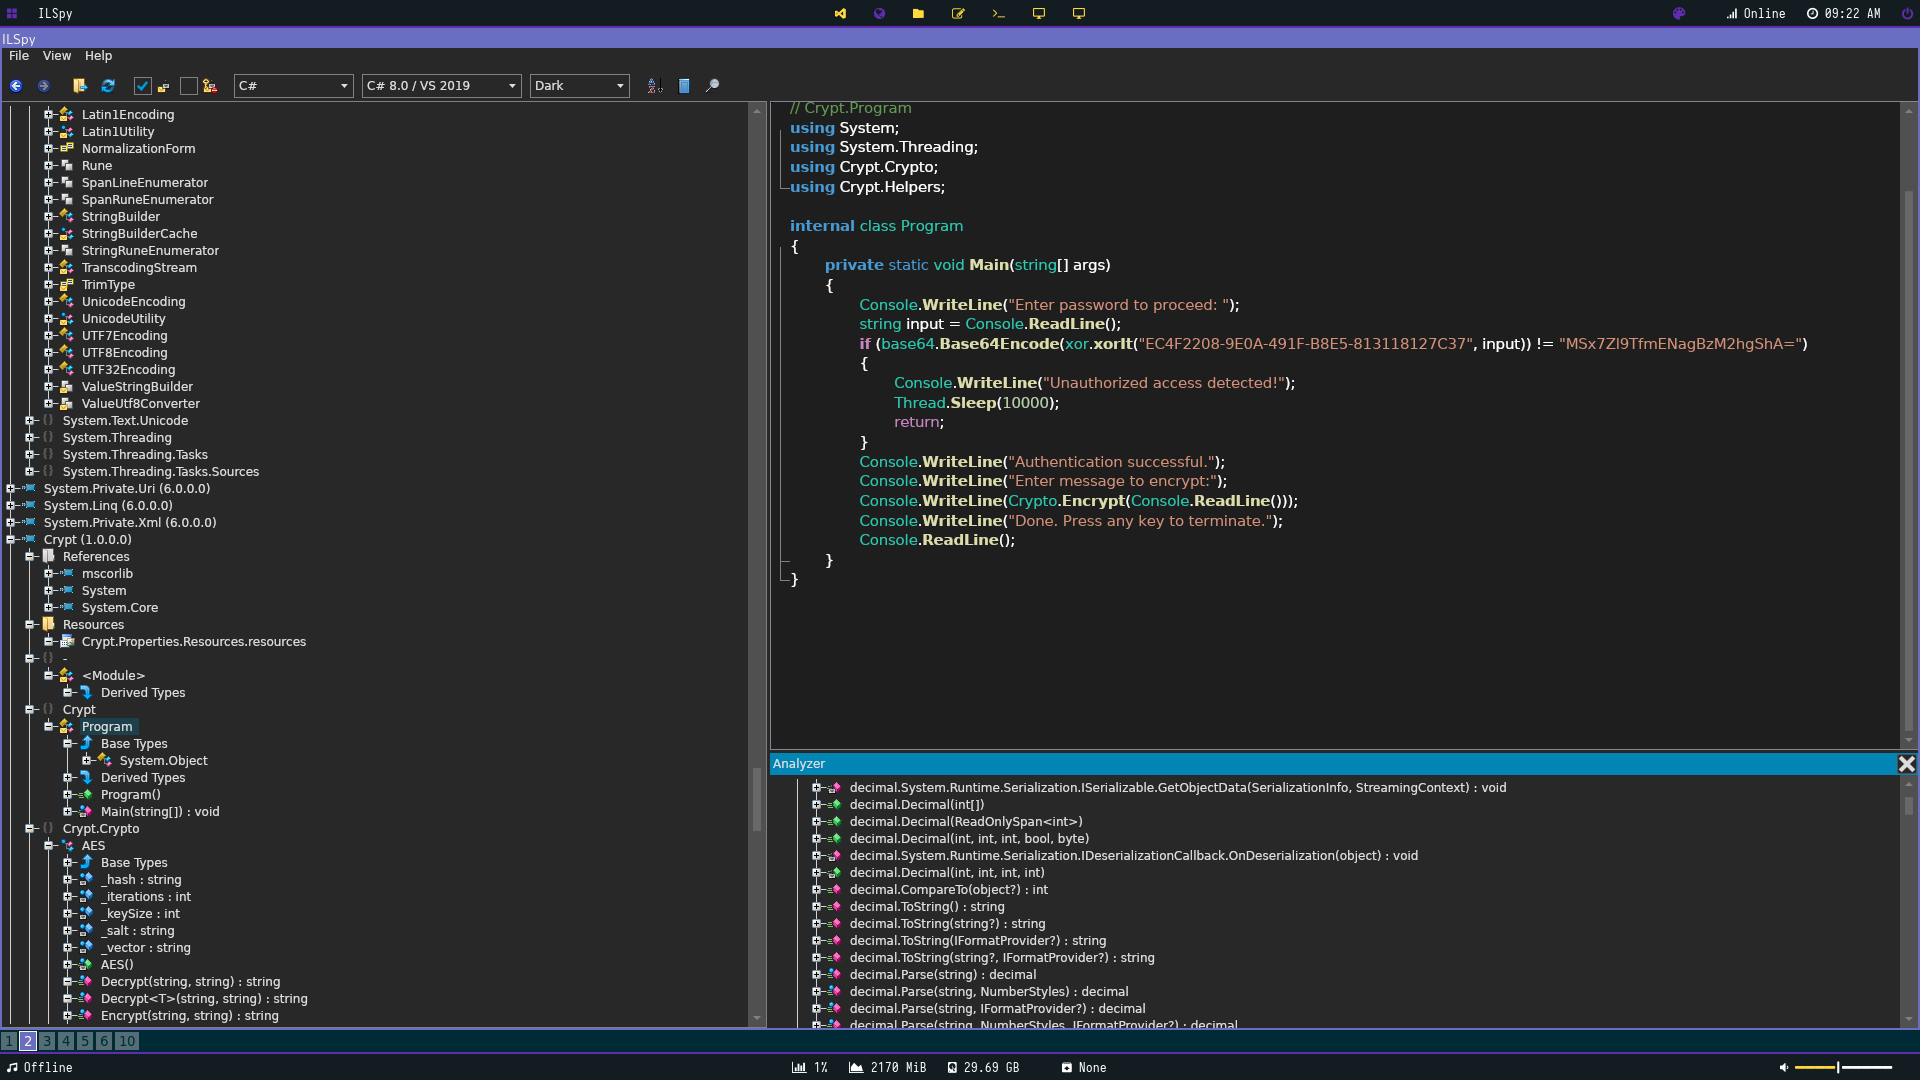 ILSpy
Online
09:22 AM
ILSpy
File View Help
C#
C# 8.0 / VS 2019
Dark
Latin1Encoding
Latin1Utility
NormalizationForm
Rune
SpanLineEnumerator
SpanRuneEnumerator
StringBuilder
StringBuilderCache
StringRuneEnumerator
TranscodingStream
TrimType
UnicodeEncoding
UnicodeUtility
UTF7Encoding
UTF8Encoding
UTF32Encoding
ValueStringBuilder
ValueUtf8Converter
System.Text.Unicode
System.Threading
System.Threading.Tasks
System.Threading.Tasks.Sources
System.Private.Uri (6.0.0.0)
System.Linq (6.0.0.0)
System.Private.Xml (6.0.0.0)
Crypt (1.0.0.0)
References
mscorlib
System
System.Core
Resources
Crypt.Properties.Resources.resources
-
<Module>
Derived Types
Crypt
Program
Base Types
System.Object
Derived Types
Program()
Main(string[]) : void
Crypt.Crypto
AES
Base Types
_hash : string
_iterations : int
_keySize : int
_salt : string
_vector : string
AES()
Decrypt(string, string) : string
Decrypt<T>(string, string) : string
Encrypt(string, string) : string
// Crypt.Program
using System;
using System.Threading;
using Crypt.Crypto;
using Crypt.Helpers;
internal class Program
{
private static void Main(string[] args)
{
Console.WriteLine("Enter password to proceed: ");
string input = Console.ReadLine();
if (base64.Base64Encode(xor.xorIt("EC4F2208-9E0A-491F-B8E5-813118127C37", input)) != "MSx7Zl9TfmENagBzM2hgShA=")
{
Console.WriteLine("Unauthorized access detected!");
Thread.Sleep(10000);
return;
}
Console.WriteLine("Authentication successful.");
Console.WriteLine("Enter message to encrypt:");
Console.WriteLine(Crypto.Encrypt(Console.ReadLine()));
Console.WriteLine("Done. Press any key to terminate.");
Console.ReadLine();
}
}
Analyzer
decimal.System.Runtime.Serialization.ISerializable.GetObjectData(SerializationInfo, StreamingContext) : void
decimal.Decimal(int[])
decimal.Decimal(ReadOnlySpan<int>)
decimal.Decimal(int, int, int, bool, byte)
decimal.System.Runtime.Serialization.IDeserializationCallback.OnDeserialization(object) : void
decimal.Decimal(int, int, int, int)
decimal.CompareTo(object?) : int
decimal.ToString() : string
decimal.ToString(string?) : string
decimal.ToString(IFormatProvider?) : string
decimal.ToString(string?, IFormatProvider?) : string
decimal.Parse(string) : decimal
decimal.Parse(string, NumberStyles) : decimal
decimal.Parse(string, IFormatProvider?) : decimal
decimal.Parse(string, NumberStyles, IFormatProvider?) : decimal
1 2 3 4 5 6 10
Offline
1%
2170 MiB
29.69 GB
None